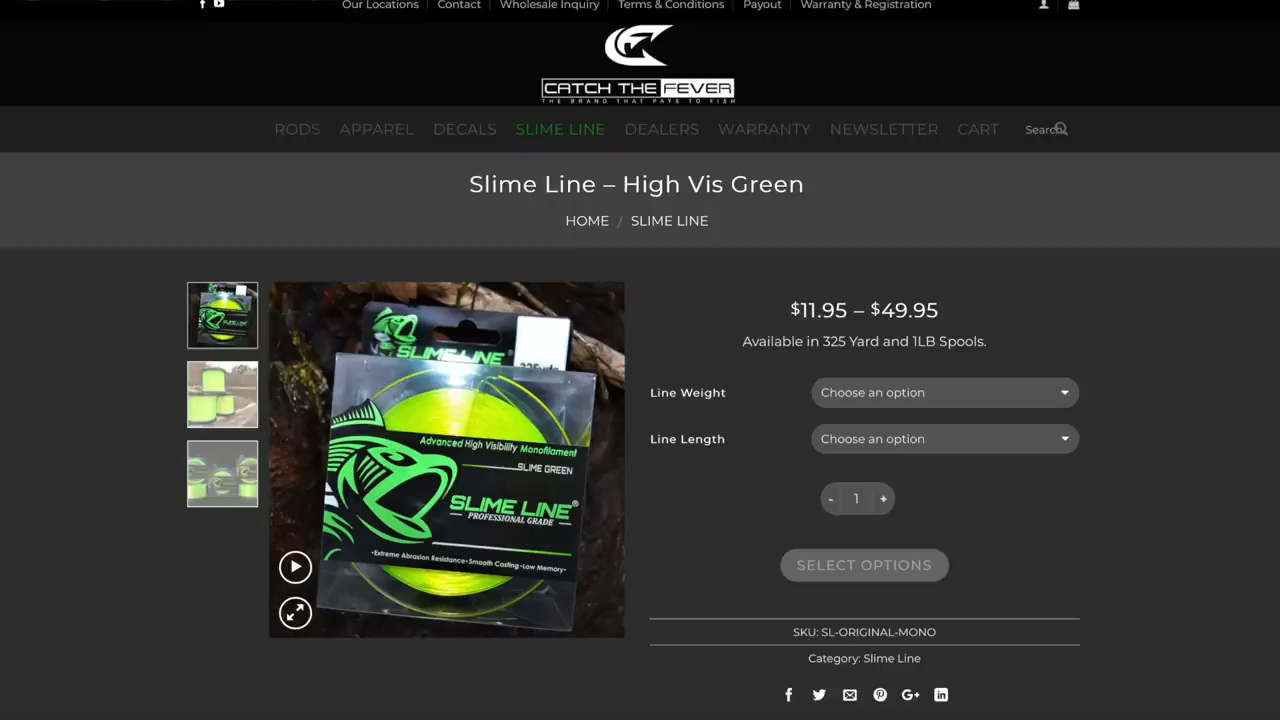 Our Locations
Contact
Wholesale Inquiry
Terms & Conditions
Payout
Warranty & Registration
CATCH THE FEVER
THE BRAND THAT PAYS TO FISH
RODS
APPAREL
DECALS
SLIME LINE
DEALERS
WARRANTY
NEWSLETTER
CART
Search
Slime Line – High Vis Green
HOME / SLIME LINE
SLIME LINE®
325yds
Advanced High Visibility Monofilament
SLIME GREEN
SLIME LINE®
PROFESSIONAL GRADE
•Extreme Abrasion Resistance•Smooth Casting•Low Memory•
$11.95 – $49.95
Available in 325 Yard and 1LB Spools.
Line Weight
Choose an option
Line Length
Choose an option
- 1 +
SELECT OPTIONS
SKU: SL-ORIGINAL-MONO
Category: Slime Line
G+
in